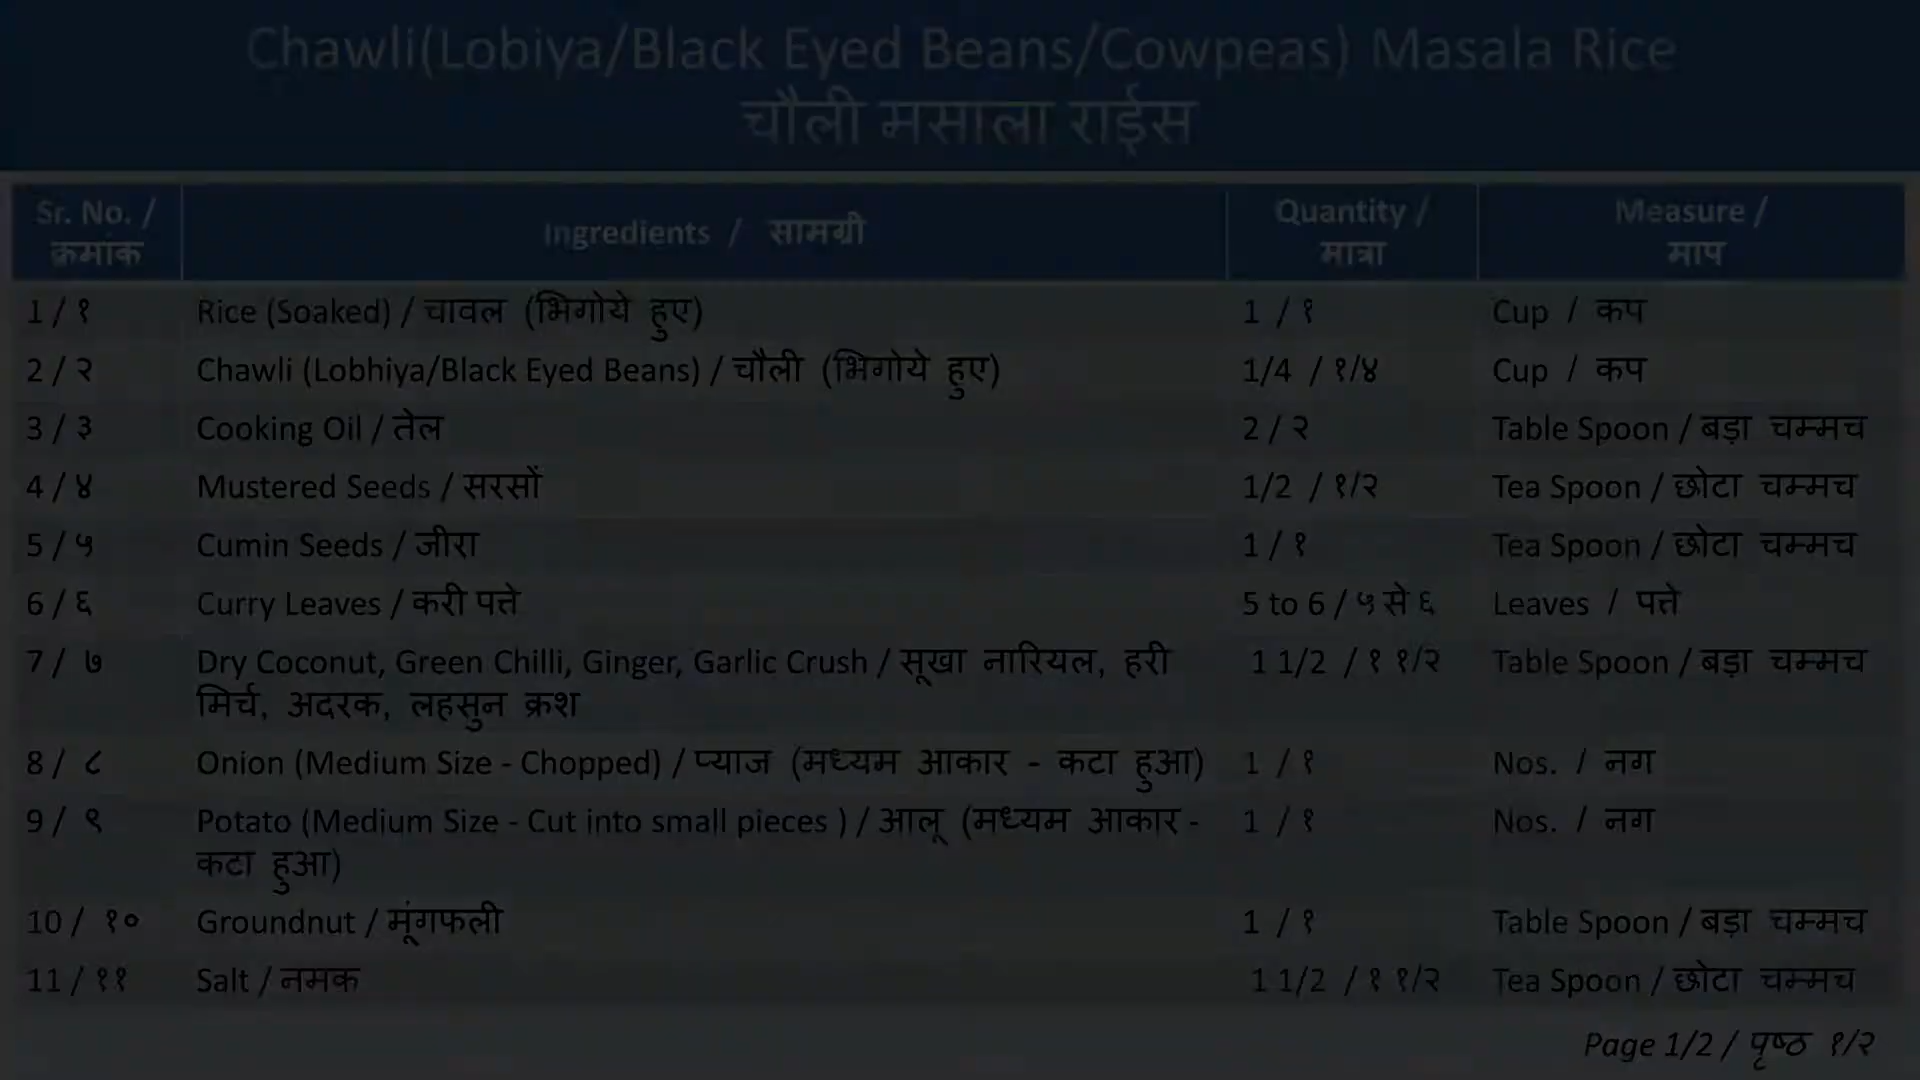 Chawli(Lobiya/Black Eyed Beans/Cowpeas) Masala Rice
चौली मसाला राईस
Sr. No. / क्रमांक Ingredients / सामग्री Quantity / मात्रा Measure / माप
1 / १ Rice (Soaked) / चावल (भिगोये हुए) 1 / १ Cup / कप
2 / २ Chawli (Lobhiya/Black Eyed Beans) / चौली (भिगोये हुए) 1/4 / १/४ Cup / कप
3 / ३ Cooking Oil / तेल 2 / २ Table Spoon / बड़ा चम्मच
4 / ४ Mustered Seeds / सरसों 1/2 / १/२ Tea Spoon / छोटा चम्मच
5 / ५ Cumin Seeds / जीरा 1 / १ Tea Spoon / छोटा चम्मच
6 / ६ Curry Leaves / करी पत्ते 5 to 6 / ५ से ६ Leaves / पत्ते
7 / ७ Dry Coconut, Green Chilli, Ginger, Garlic Crush / सूखा नारियल, हरी 1 1/2 / १ १/२ Table Spoon / बड़ा चम्मच
मिर्च, अदरक, लहसुन क्रश
8 / ८ Onion (Medium Size - Chopped) / प्याज (मध्यम आकार - कटा हुआ) 1 / १ Nos. / नग
9 / ९ Potato (Medium Size - Cut into small pieces ) / आलू (मध्यम आकार - 1 / १ Nos. / नग
कटा हुआ)
10 / १० Groundnut / मूंगफली 1 / १ Table Spoon / बड़ा चम्मच
11 / ११ Salt / नमक 1 1/2 / १ १/२ Tea Spoon / छोटा चम्मच
Page 1/2 / पृष्ठ १/२